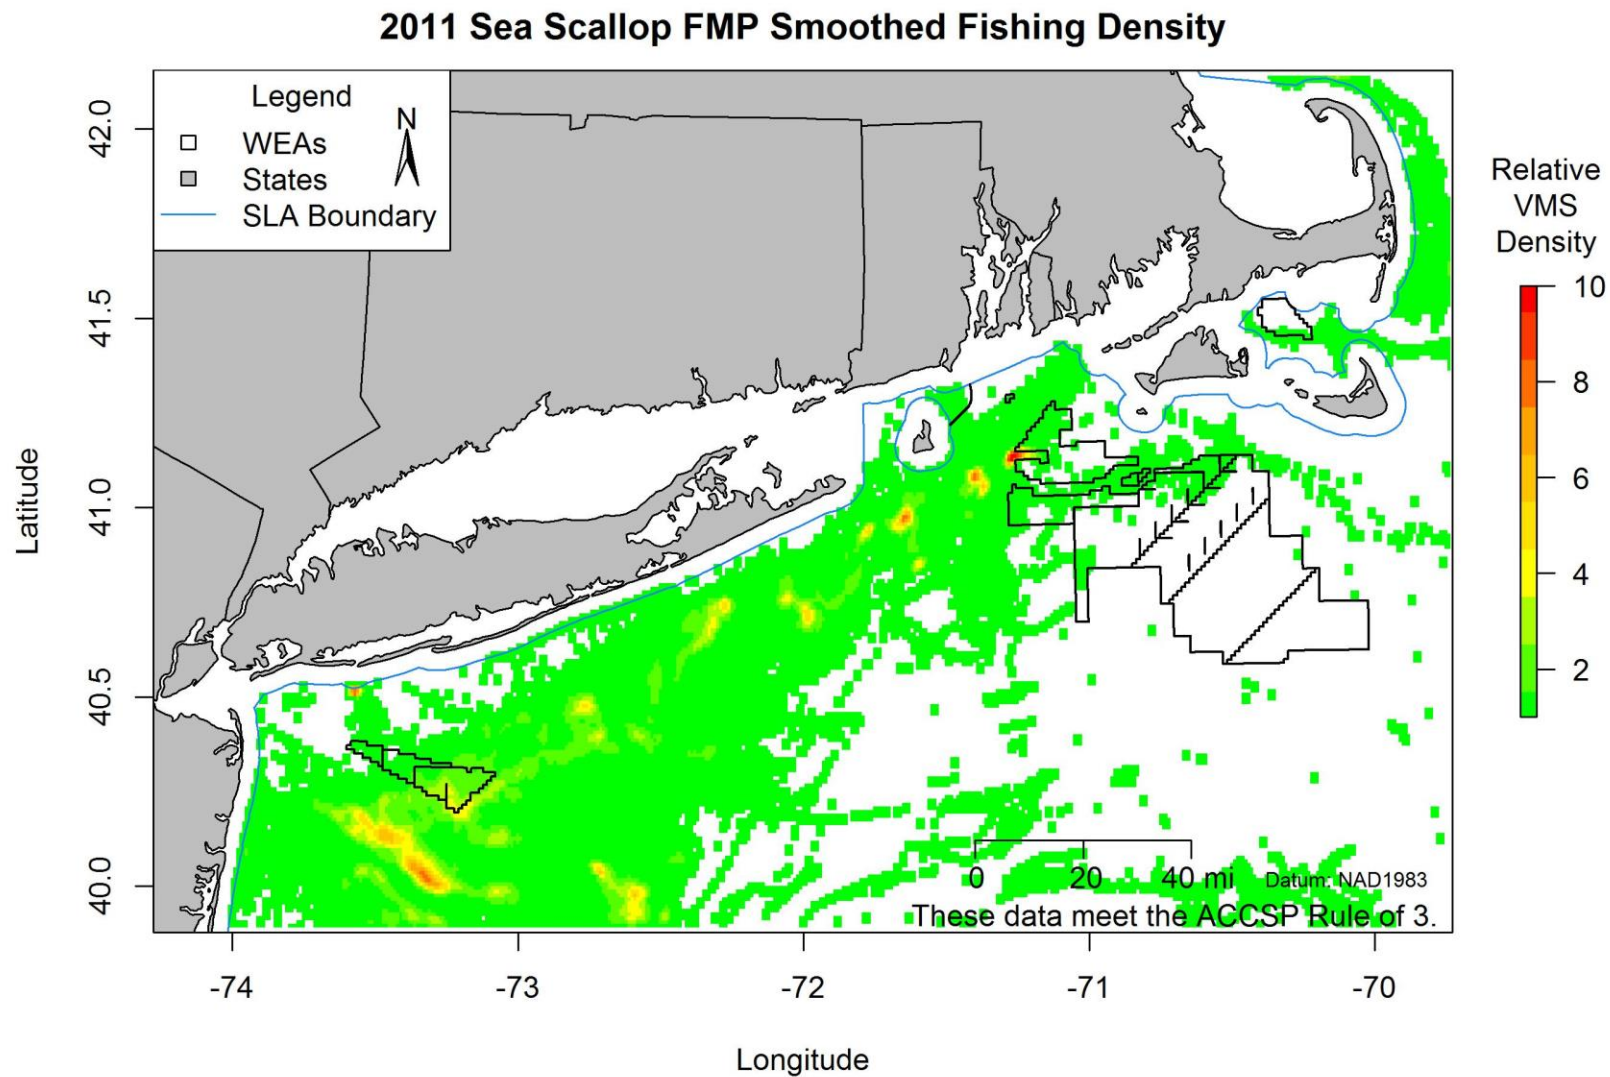 2011 Sea Scallop FMP Smoothed Fishing Density
Legend
N
WEAs
States
SLA Boundary
Relative
VMS
Density
10
8
6
4
2
Latitude
42.0
41.5
41.0
40.5
40.0
0 20 40 mi Datum: NAD1983
These data meet the ACCSP Rule of 3.
-74 -73 -72 -71 -70
Longitude